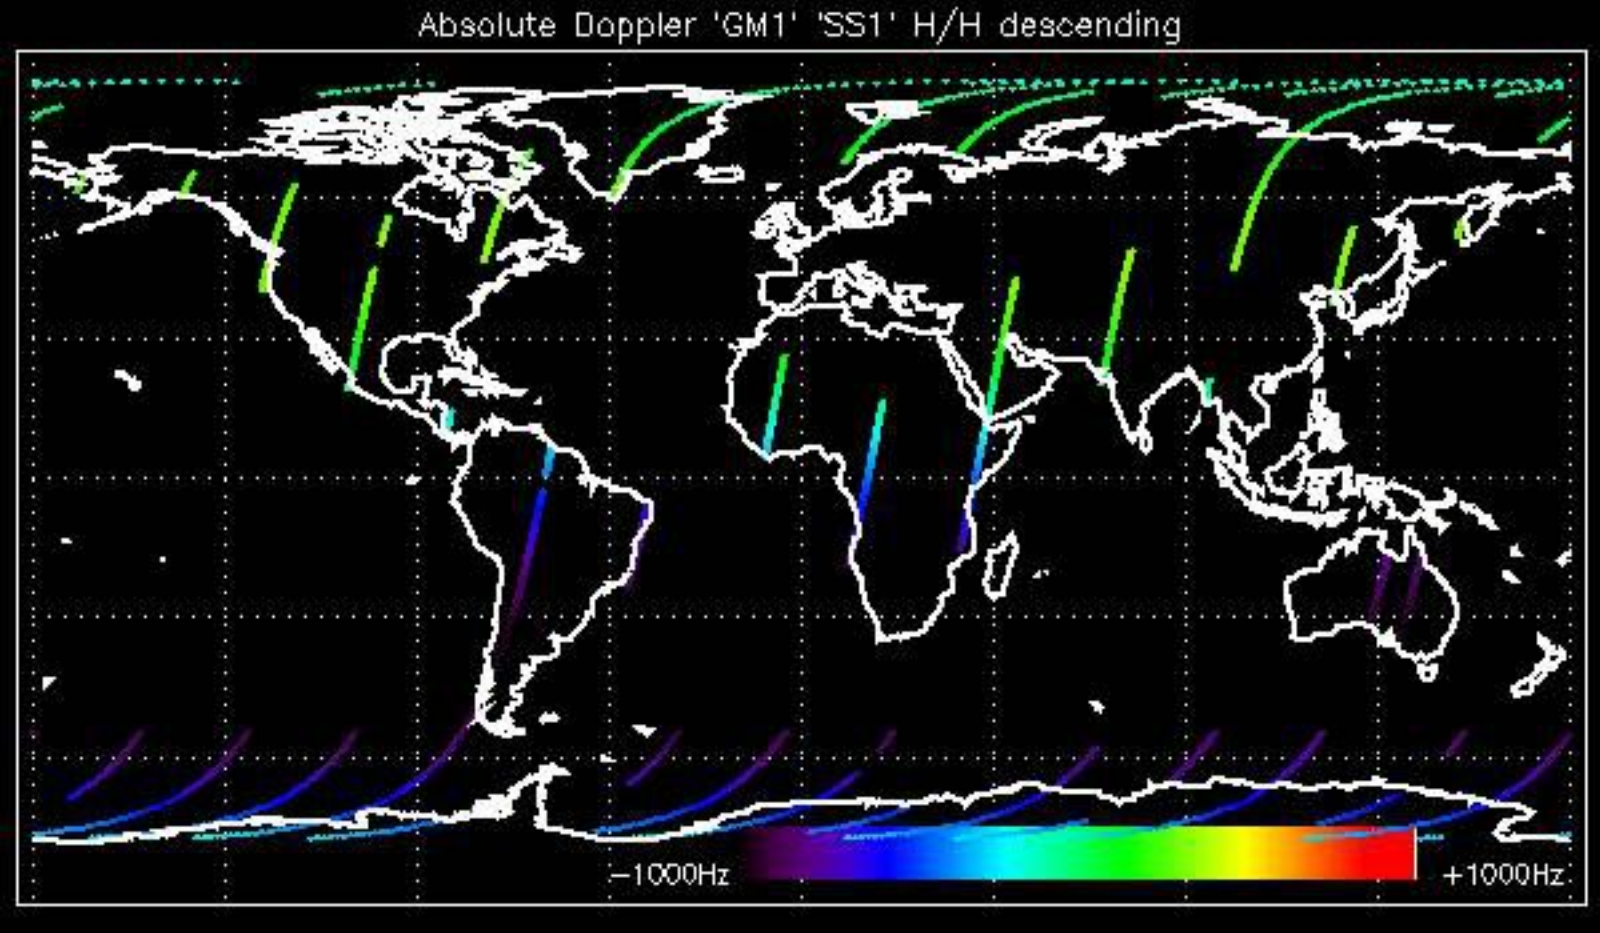 Absolute Doppler 'GM1' 'SS1' H/H descending
−1000Hz
+1000Hz